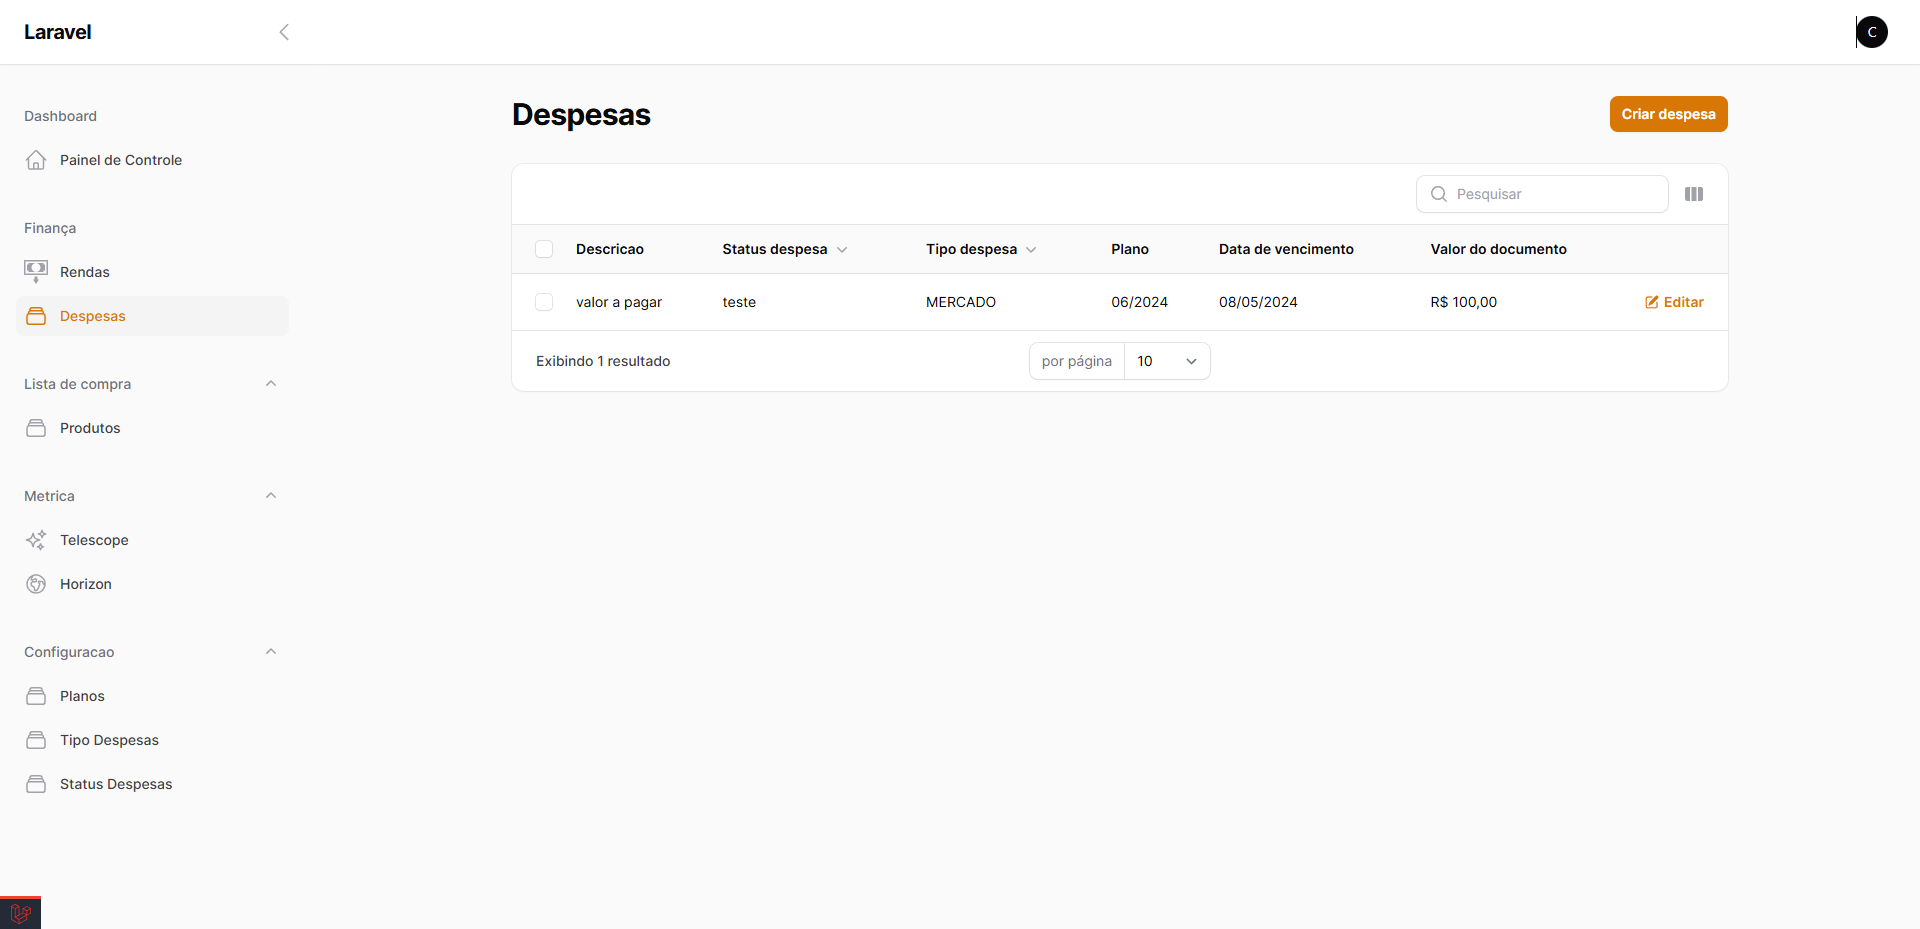 Laravel
C
Dashboard
Painel de Controle
Finança
Rendas
Despesas
Lista de compra
Produtos
Metrica
Telescope
Horizon
Configuracao
Planos
Tipo Despesas
Status Despesas
Despesas
Criar despesa
Pesquisar
Descricao Status despesa Tipo despesa Plano Data de vencimento Valor do documento
valor a pagar teste MERCADO 06/2024 08/05/2024 R$ 100,00 Editar
Exibindo 1 resultado por página 10